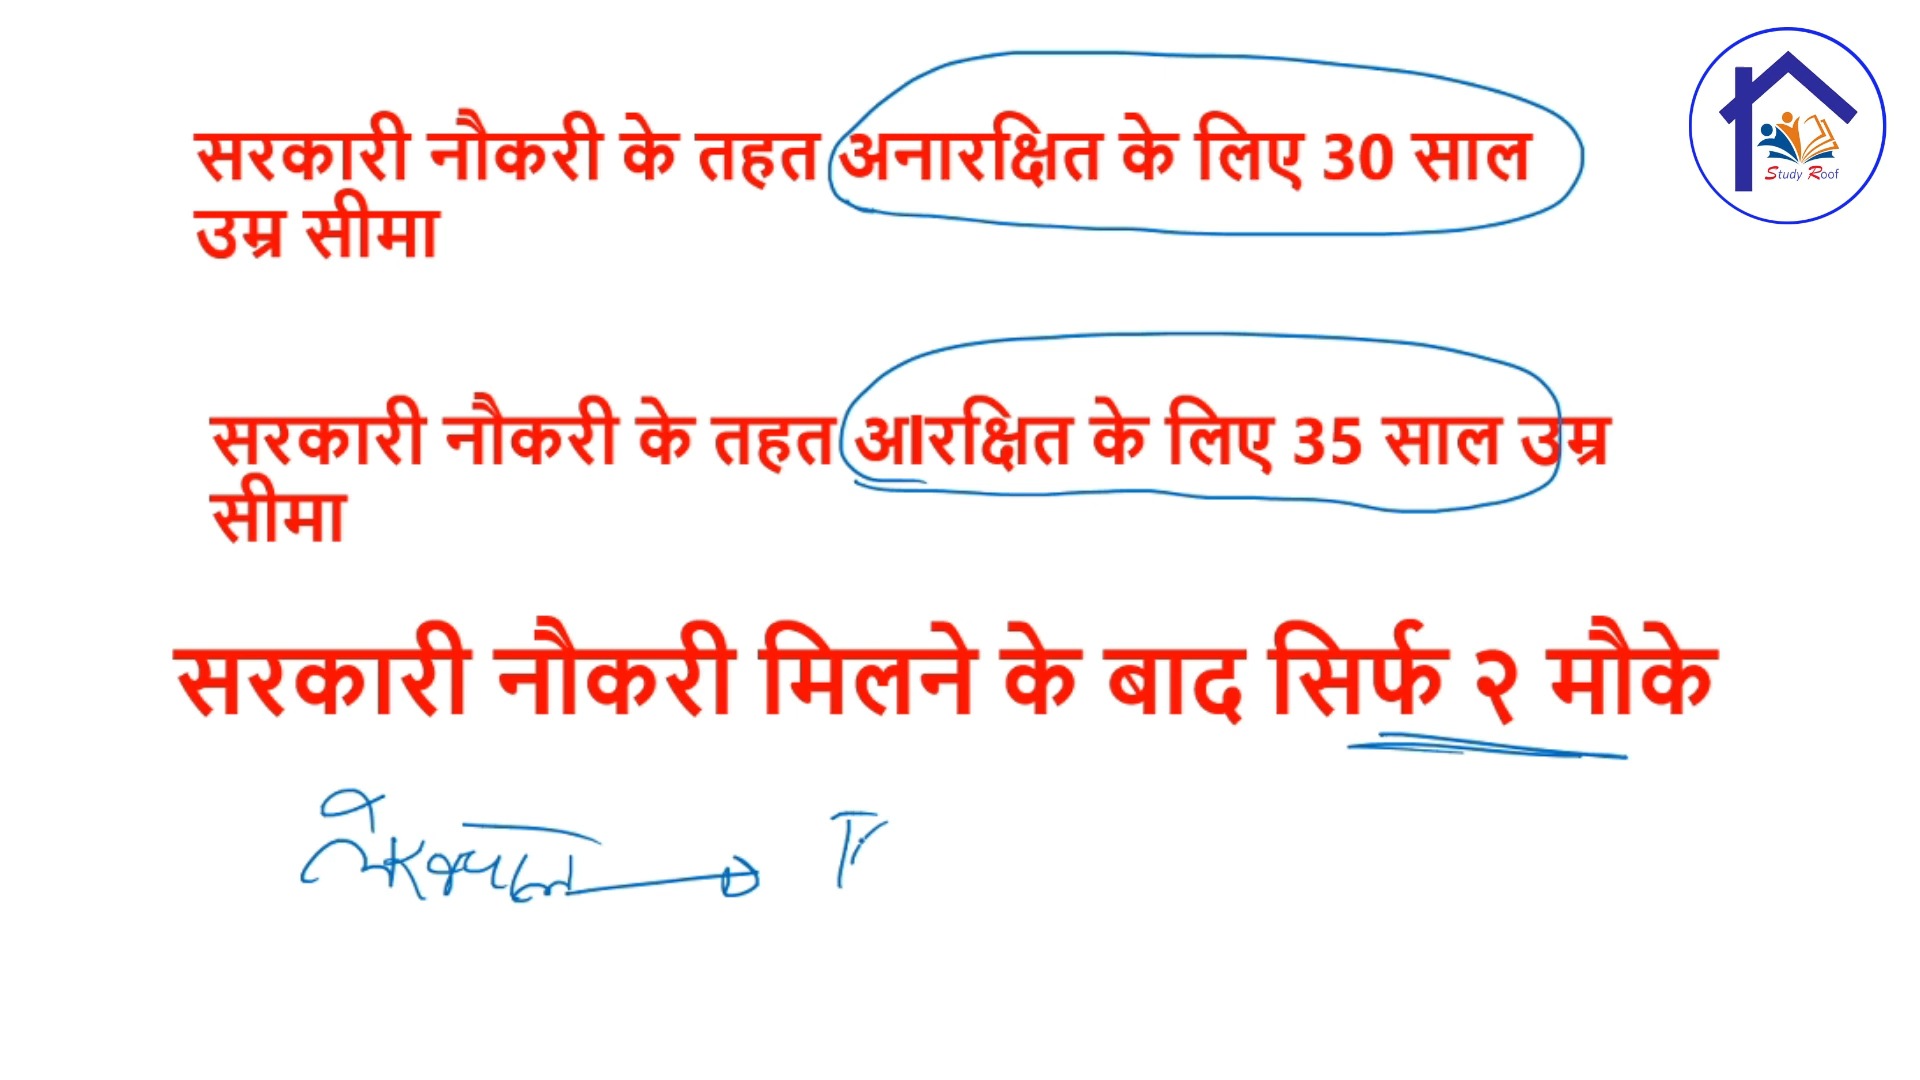 सरकारी नौकरी के तहत अनारक्षित के लिए 30 साल
उम्र सीमा
सरकारी नौकरी के तहत आरक्षित के लिए 35 साल उम्र
सीमा
सरकारी नौकरी मिलने के बाद सिर्फ २ मौके
Study Roof